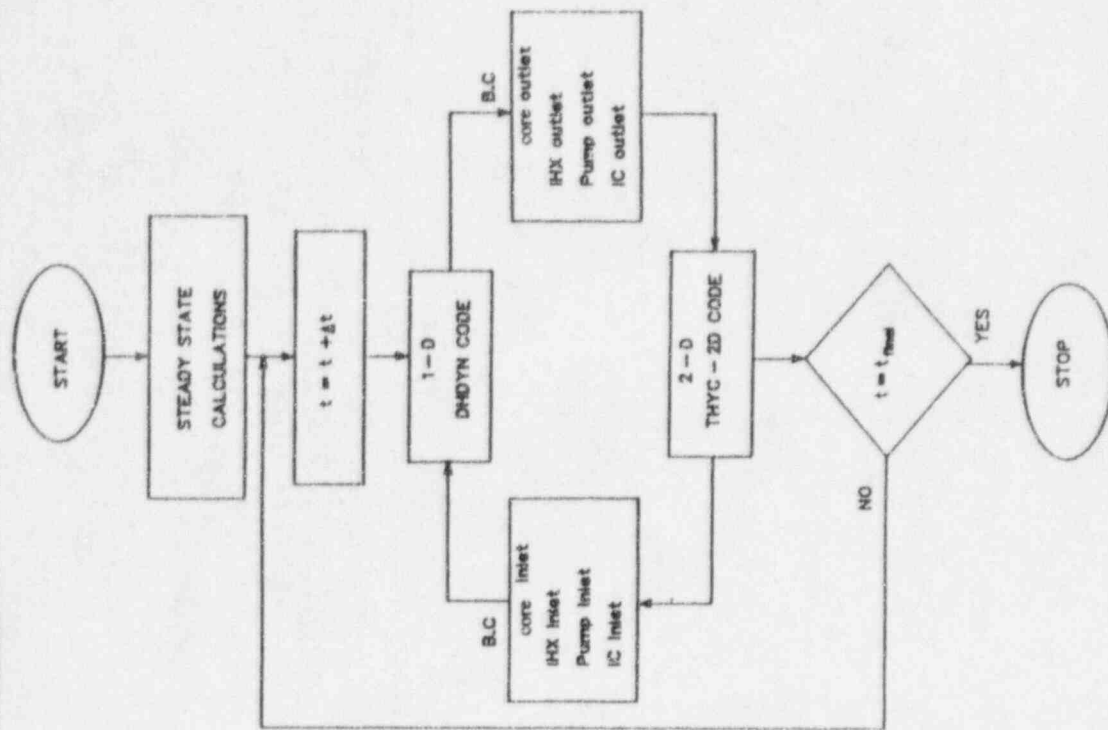 START
STEADY STATE
CALCULATIONS
t = t + Δt
1-D
DHDYN CODE
B.C
core outlet
IHX outlet
Pump outlet
IC outlet
B.C
core Inlet
IHX Inlet
Pump Inlet
IC Inlet
2-D
THYC-2D CODE
t = t final
NO
YES
STOP